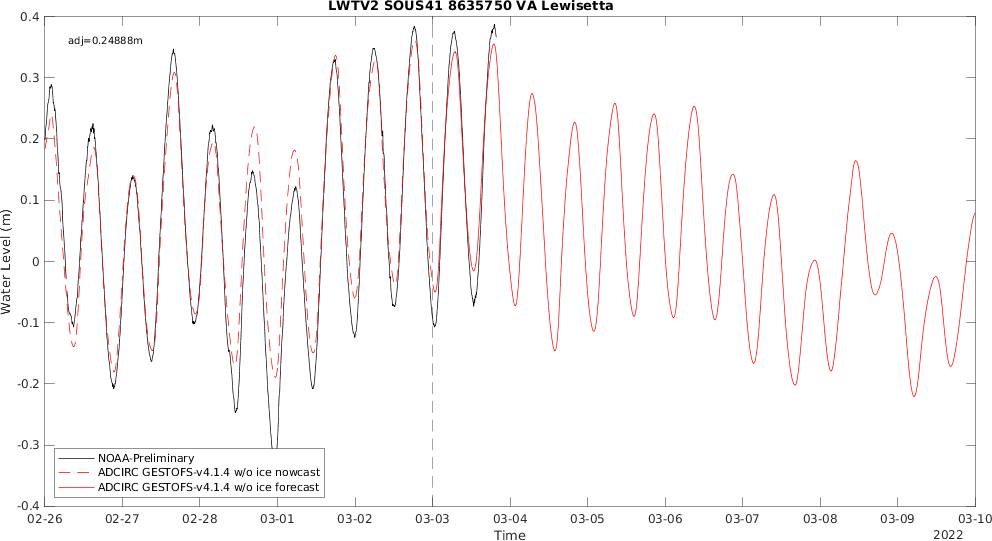 LWTV2 SOUS41 8635750 VA Lewisetta
adj=0.24888m
0.4
0.3
0.2
0.1
0
-0.1
-0.2
-0.3
-0.4
Water Level (m)
NOAA-Preliminary
ADCIRC GESTOFS-v4.1.4 w/o ice nowcast
ADCIRC GESTOFS-v4.1.4 w/o ice forecast
02-26 02-27 02-28 03-01 03-02 03-03 03-04 03-05 03-06 03-07 03-08 03-09 03-10
Time
2022